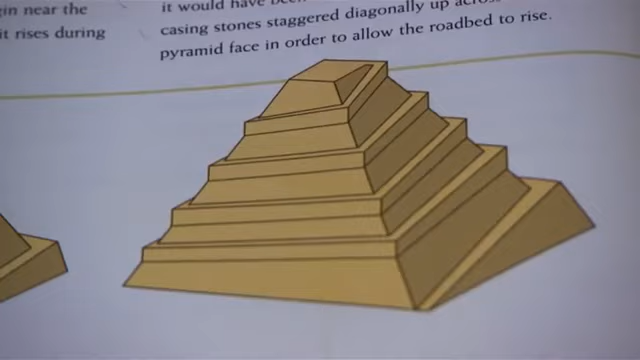 gin near the
it rises during
it would have been
casing stones staggered diagonally up across
pyramid face in order to allow the roadbed to rise.